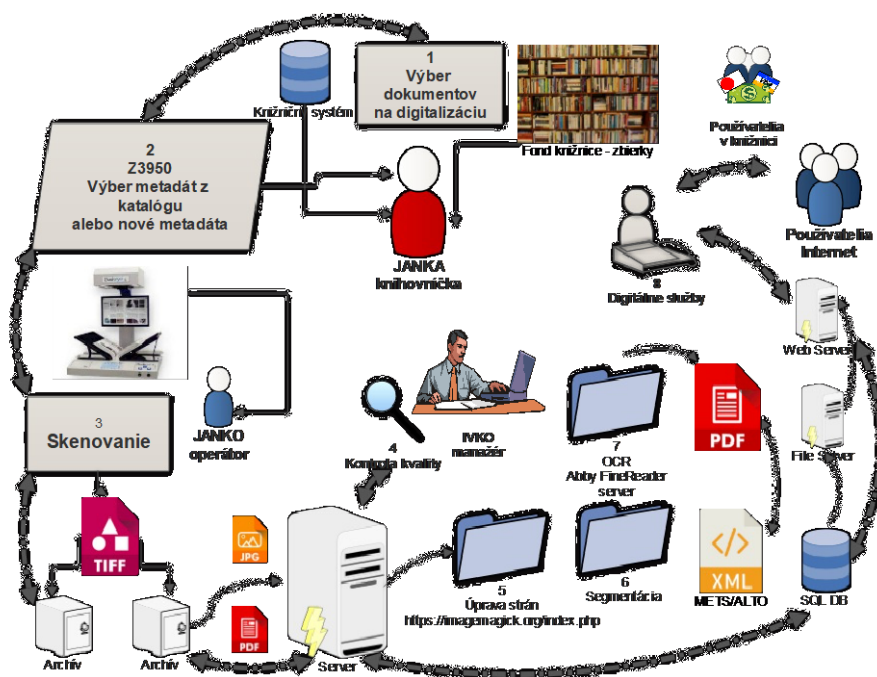 1
Výber
dokumentov
na digitalizáciu
Knižničný systém
Fond knižnice - zbierky
Používatelia
v knižnici
2
Z3950
Výber metadát z
katalógu
alebo nové metadáta
JANKA
knihovníčka
Používatelia
Internet
8
Digitálne služby
Web Server
3
Skenovanie
JANKO
operátor
4
Kontrola kvality
IVKO
manažér
7
OCR
Abby FineReader
server
PDF
File Server
TIFF
JPG
PDF
5
Úprava strán
https://imagemagick.org/index.php
6
Segmentácia
XML
METS/ALTO
SQL DB
Archív
Archív
Server